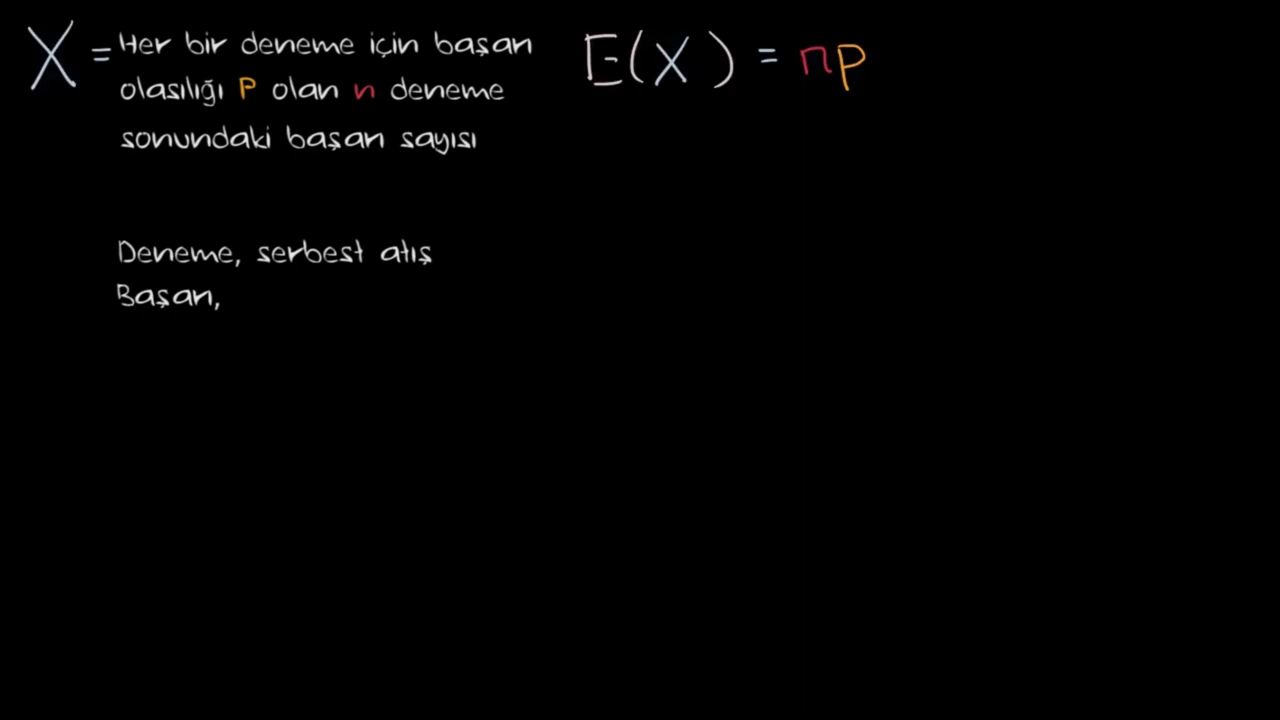 X = Her bir deneme için başarı E(X) = np
olasılığı P olan n deneme
sonundaki başarı sayısı
Deneme, serbest atış
Başarı,